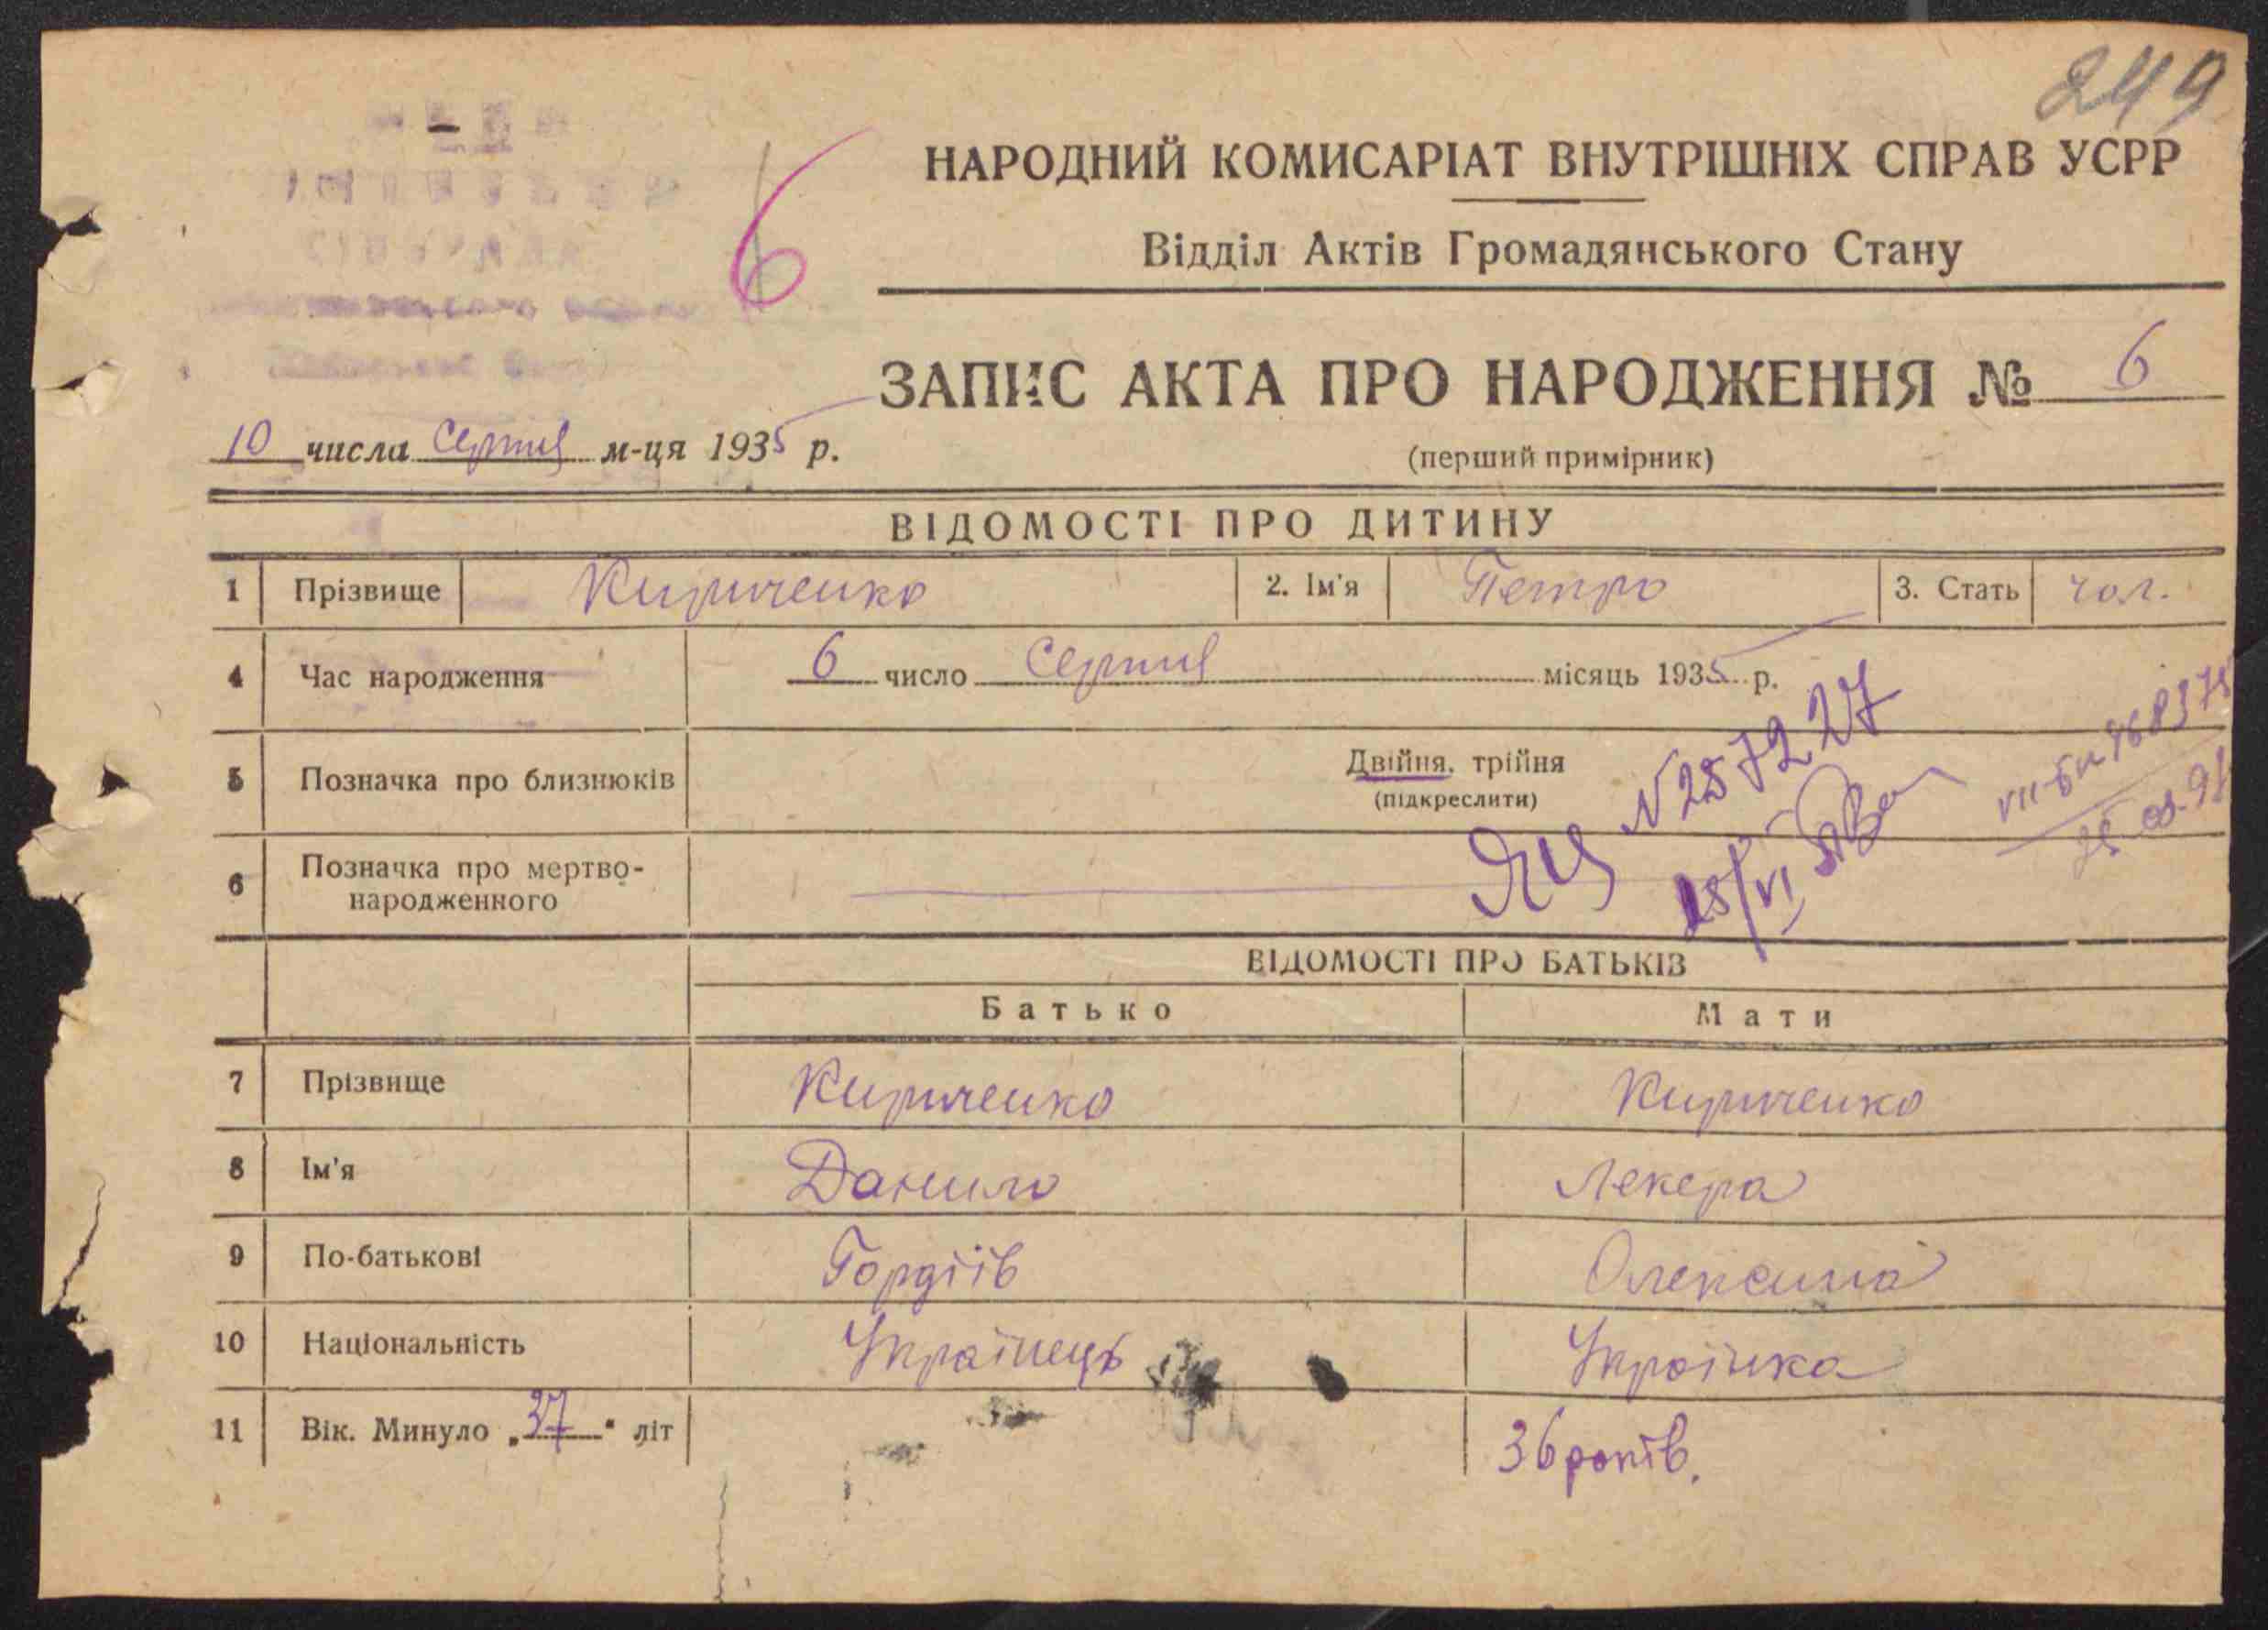 249
6
НАРОДНИЙ КОМИСАРІАТ ВНУТРІШНІХ СПРАВ УСРР
Відділ Актів Громадянського Стану
ЗАПИС АКТА ПРО НАРОДЖЕННЯ № 6
10 числа Серпня м-ця 1935 р.
(перший примірник)
ВІДОМОСТІ ПРО ДИТИНУ
1 Прізвище Кириченко 2. Ім'я Петро 3. Стать чол.
4 Час народження 6 число Серпня місяць 1935 р.
5 Позначка про близнюків Двійня, трійня
(підкреслити)
N 257227
25/VI
6 Позначка про мертво-
народженного
ВІДОМОСТІ ПРО БАТЬКІВ
Батько Мати
7 Прізвище Кириченко Кириченко
8 Ім'я Данило Лекера
9 По-батькові Гордіїв
10 Національність Українець Українка
11 Вік. Минуло „37" літ 36 років.